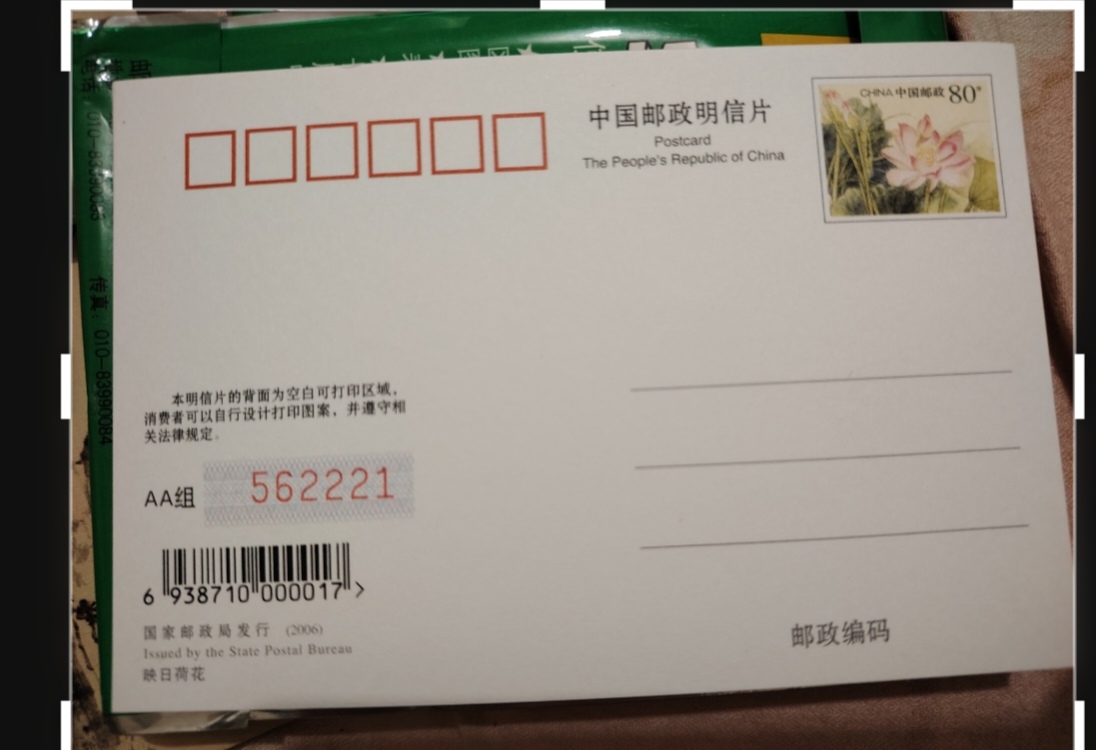 中国邮政明信片
Postcard
The People's Republic of China
CHINA 中国邮政 80分
本明信片的背面为空白可打印区域，
消费者可以自行设计打印图案，并遵守相
关法律规定。
AA组 562221
6 938710 000017 >
国家邮政局发行 (2006)
Issued by the State Postal Bureau
映日荷花
邮政编码
传真：010-83990084